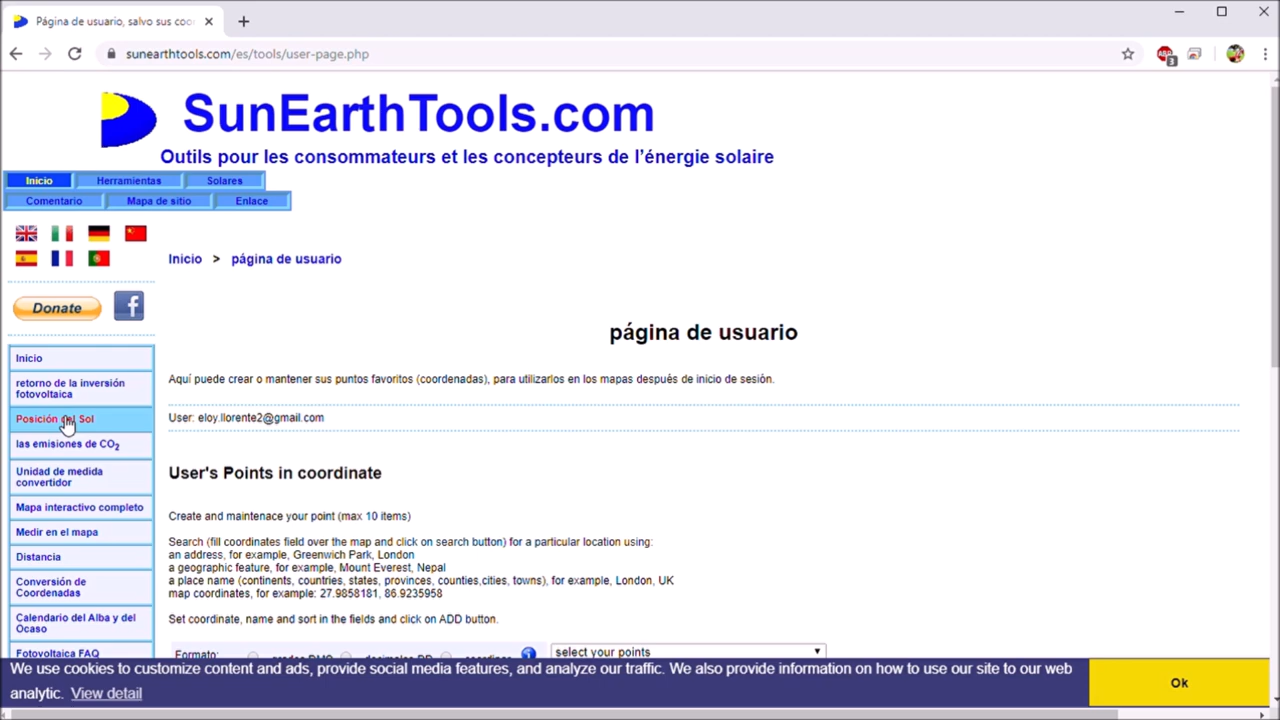 Página de usuario, salvo sus coo
sunearthtools.com/es/tools/user-page.php
ABP
3
SunEarthTools.com
Outils pour les consommateurs et les concepteurs de l'énergie solaire
Inicio Herramientas Solares
Comentario Mapa de sitio Enlace
Inicio > página de usuario
Donate f
página de usuario
Aquí puede crear o mantener sus puntos favoritos (coordenadas), para utilizarlos en los mapas después de inicio de sesión.
User: eloy.llorente2@gmail.com
User's Points in coordinate
Create and maintenace your point (max 10 items)
Search (fill coordinates field over the map and click on search button) for a particular location using:
an address, for example, Greenwich Park, London
a geographic feature, for example, Mount Everest, Nepal
a place name (continents, countries, states, provinces, counties,cities, towns), for example, London, UK
map coordinates, for example: 27.9858181, 86.9235958
Set coordinate, name and sort in the fields and click on ADD button.
Formato:
select your points
Inicio
retorno de la inversión
fotovoltaica
Posición del Sol
las emisiones de CO2
Unidad de medida
convertidor
Mapa interactivo completo
Medir en el mapa
Distancia
Conversión de
Coordenadas
Calendario del Alba y del
Ocaso
Fotovoltaica FAQ
We use cookies to customize content and ads, provide social media features, and analyze our traffic. We also provide information on how to use our site to our web
analytic. View detail
Ok